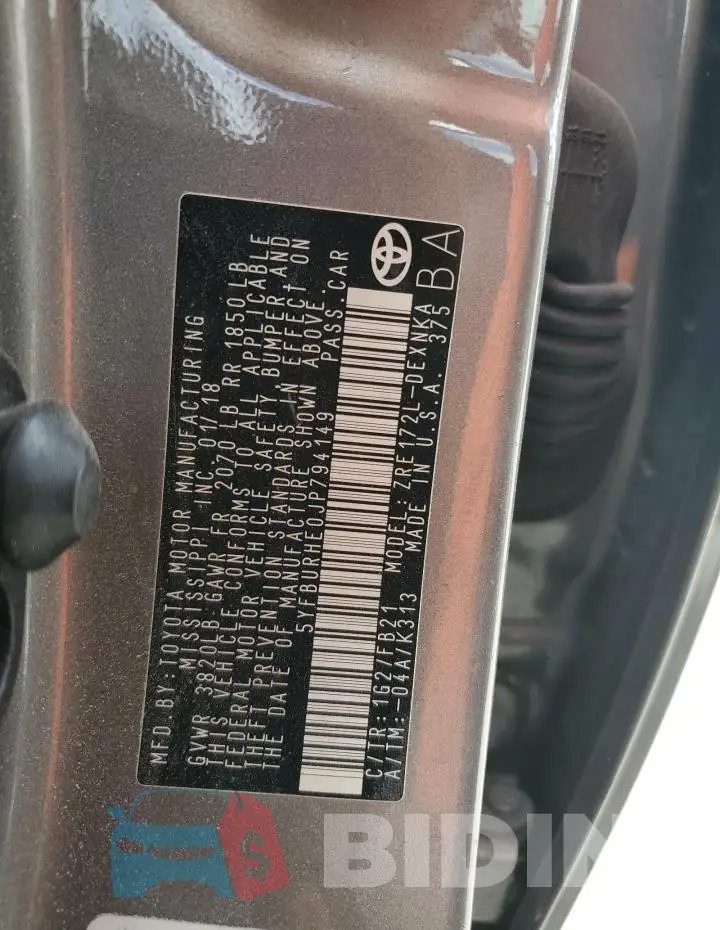 MFD.BY:TOYOTA MOTOR MANUFACTURING
MISSISSIPPI, INC. 01/18
GVWR 3820LB GAWR FR 2070 LB RR 1850 LB
THIS VEHICLE CONFORMS TO ALL APPLICABLE
FEDERAL MOTOR VEHICLE SAFETY, BUMPER, AND
THEFT PREVENTION STANDARDS IN EFFECT ON
THE DATE OF MANUFACTURE SHOWN ABOVE.
5YFBURHE0JP794149 PASS.CAR
C/TR:1G2/FB21 MODEL:ZRE172L-DEXNKA
A/TM:-04A/K313 MADE IN U.S.A. 375
BA
$ BIDIN